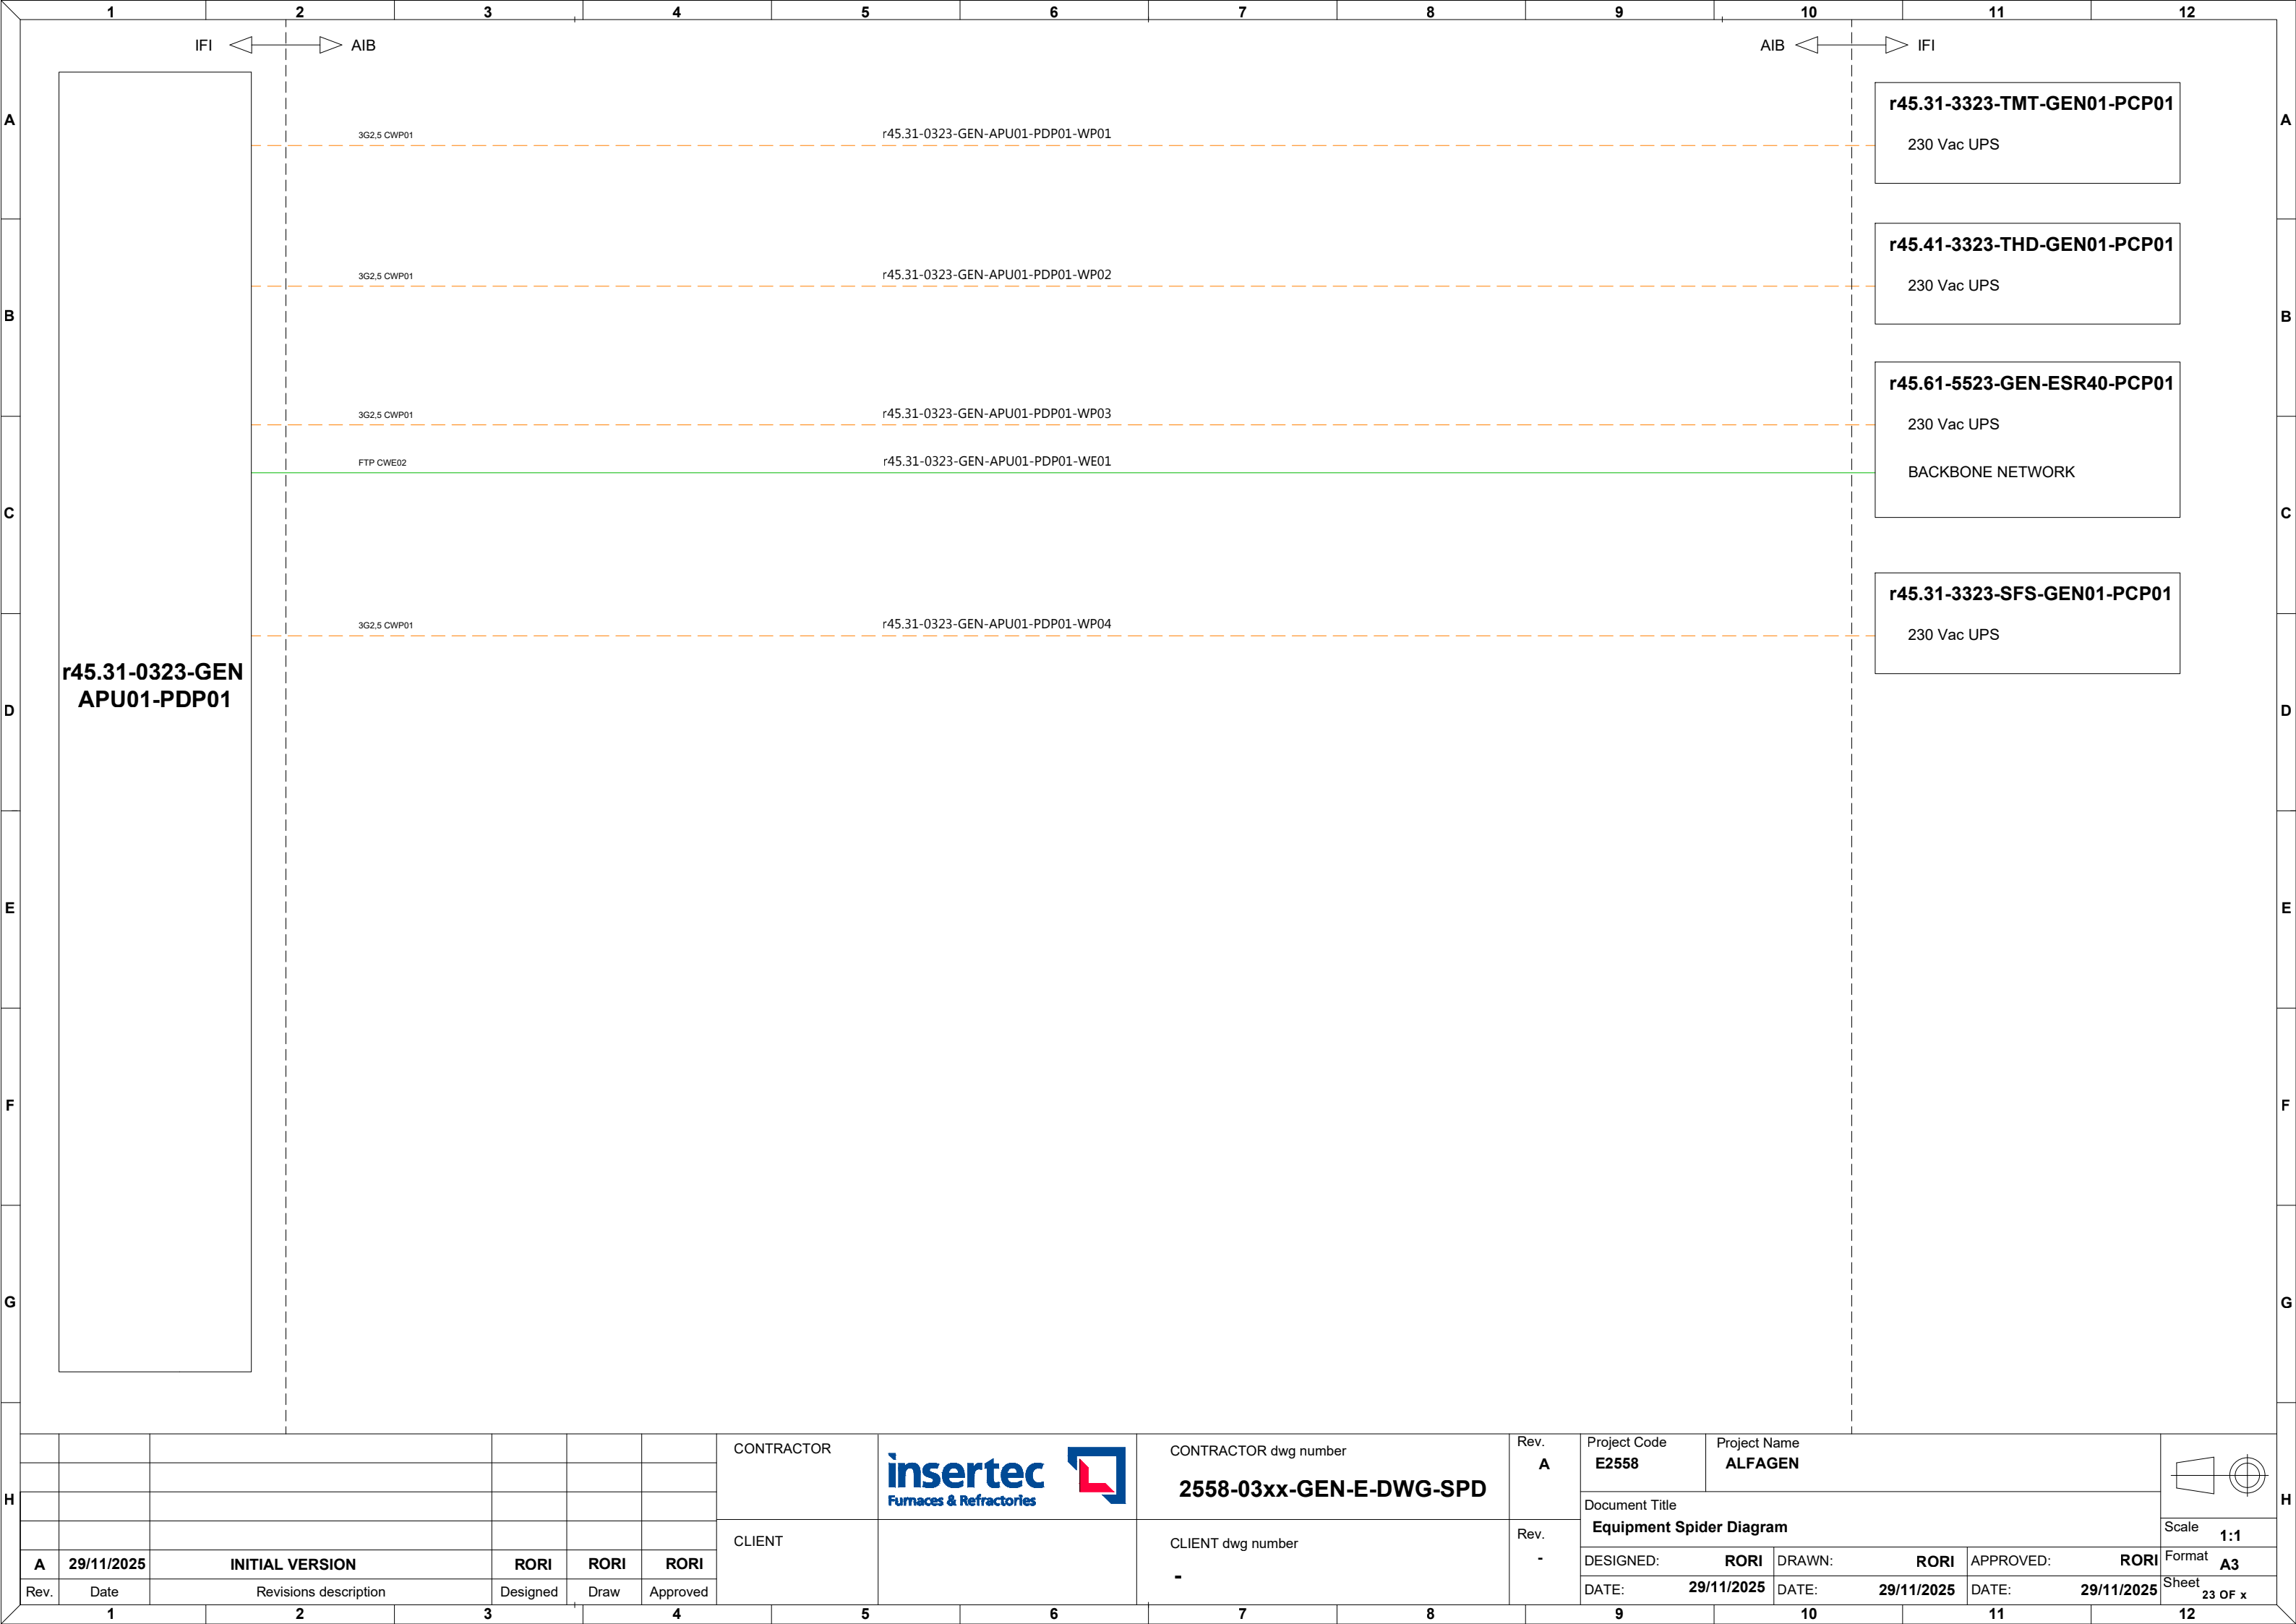 1 2 3 4 5 6 7 8 9 10 11 12
IFI AIB
AIB IFI
A
A
r45.31-3323-TMT-GEN01-PCP01
3G2,5 CWP01
r45.31-0323-GEN-APU01-PDP01-WP01
230 Vac UPS
r45.41-3323-THD-GEN01-PCP01
3G2,5 CWP01
r45.31-0323-GEN-APU01-PDP01-WP02
230 Vac UPS
B
B
r45.61-5523-GEN-ESR40-PCP01
3G2,5 CWP01
r45.31-0323-GEN-APU01-PDP01-WP03
230 Vac UPS
FTP CWE02
r45.31-0323-GEN-APU01-PDP01-WE01
BACKBONE NETWORK
C
C
r45.31-3323-SFS-GEN01-PCP01
3G2,5 CWP01
r45.31-0323-GEN-APU01-PDP01-WP04
230 Vac UPS
r45.31-0323-GEN
APU01-PDP01
D
D
E
E
F
F
G
G
H
H
CONTRACTOR
insertec
Furnaces & Refractories
CONTRACTOR dwg number
2558-03xx-GEN-E-DWG-SPD
Rev.
A
Project Code
E2558
Project Name
ALFAGEN
Document Title
Equipment Spider Diagram
CLIENT
CLIENT dwg number
-
Rev.
-
Scale
1:1
Format
A3
Sheet
23 OF x
DESIGNED: RORI DRAWN: RORI APPROVED: RORI
DATE: 29/11/2025 DATE: 29/11/2025 DATE: 29/11/2025
A 29/11/2025 INITIAL VERSION RORI RORI RORI
Rev. Date Revisions description Designed Draw Approved
1 2 3 4 5 6 7 8 9 10 11 12